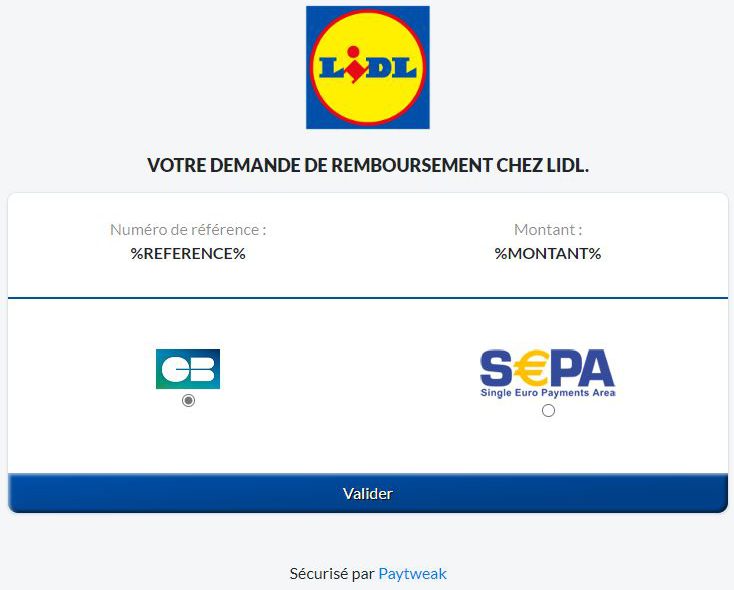 LIDL
VOTRE DEMANDE DE REMBOURSEMENT CHEZ LIDL.
Numéro de référence :
%REFERENCE%
Montant :
%MONTANT%
CB
S€PA
Single Euro Payments Area
Valider
Sécurisé par Paytweak